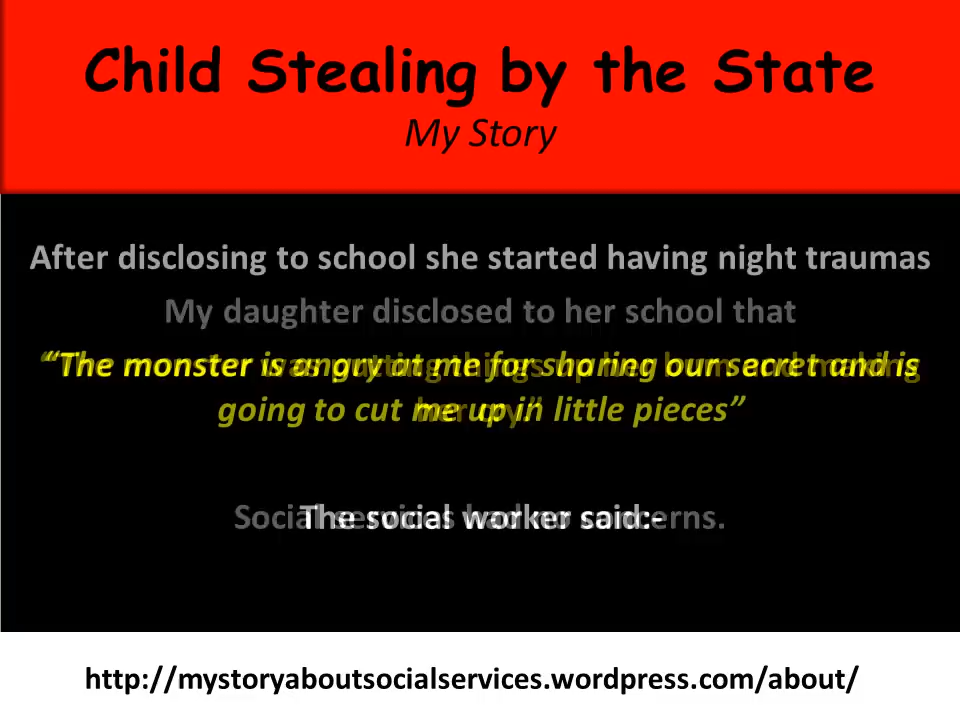 Child Stealing by the State
My Story
After disclosing to school she started having night traumas
My daughter disclosed to her school that
“The monster is angry at me for sharing our secret and is
going to cut me up in little pieces”
The social worker said:-
http://mystoryaboutsocialservices.wordpress.com/about/